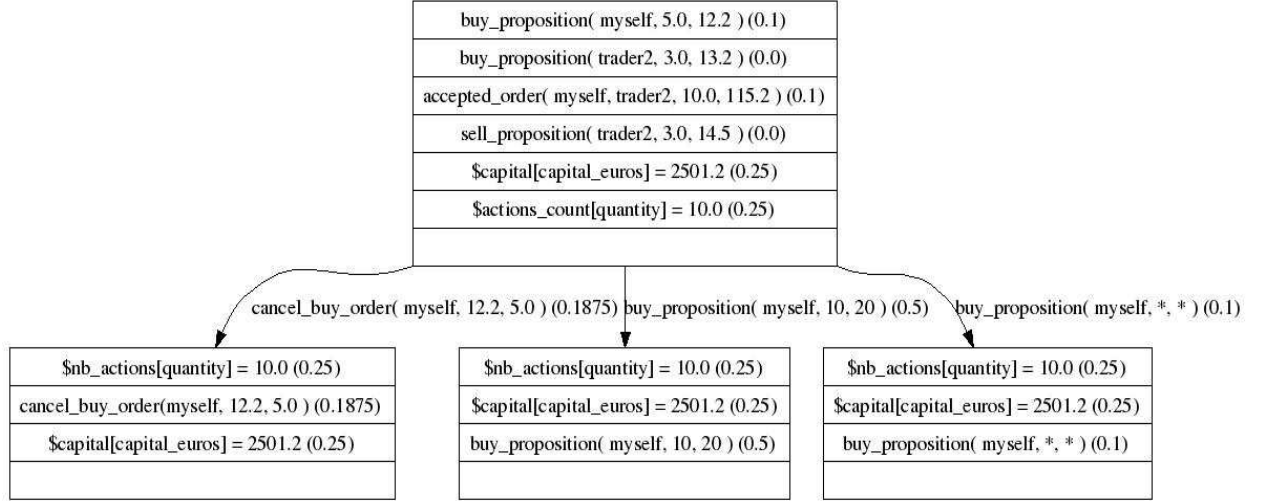 buy_proposition( myself, 5.0, 12.2 ) (0.1)
buy_proposition( trader2, 3.0, 13.2 ) (0.0)
accepted_order( myself, trader2, 10.0, 115.2 ) (0.1)
sell_proposition( trader2, 3.0, 14.5 ) (0.0)
$capital[capital_euros] = 2501.2 (0.25)
$actions_count[quantity] = 10.0 (0.25)
cancel_buy_order( myself, 12.2, 5.0 ) (0.1875)
buy_proposition( myself, 10, 20 ) (0.5)
buy_proposition( myself, *, * ) (0.1)
$nb_actions[quantity] = 10.0 (0.25)
cancel_buy_order(myself, 12.2, 5.0 ) (0.1875)
$capital[capital_euros] = 2501.2 (0.25)
$nb_actions[quantity] = 10.0 (0.25)
$capital[capital_euros] = 2501.2 (0.25)
buy_proposition( myself, 10, 20 ) (0.5)
$nb_actions[quantity] = 10.0 (0.25)
$capital[capital_euros] = 2501.2 (0.25)
buy_proposition( myself, *, * ) (0.1)